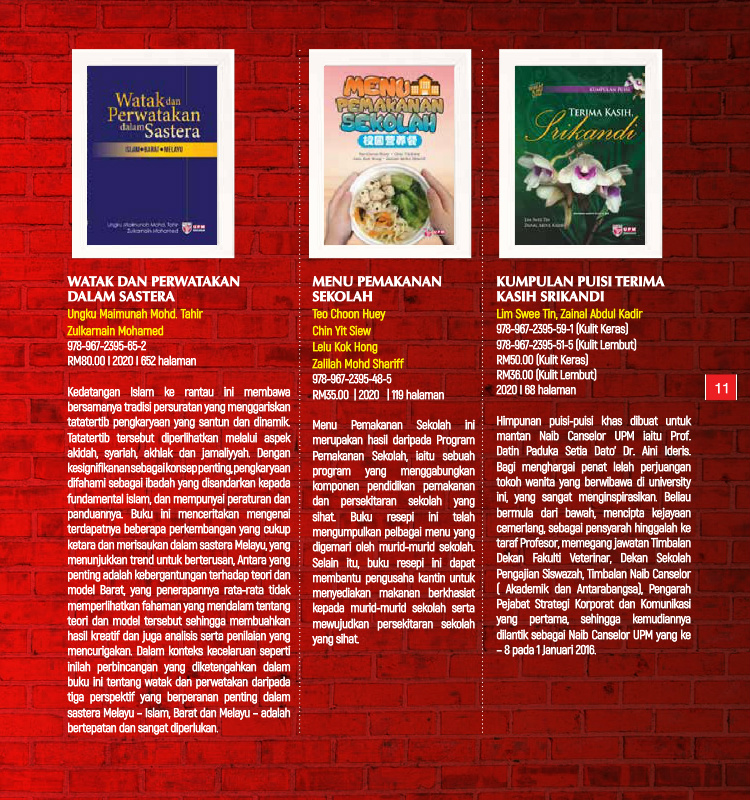 Watak dan
Perwatakan
dalam Sastera
ISLAM • BARAT • MELAYU
Ungku Maimunah Mohd. Tahir
Zulkarnain Mohamed
UPM
MENU
PEMAKANAN
SEKOLAH
校园营养餐
Teo Choon Huey • Chin Yit Siew
Lelu Kok Hong • Zalilah Mohd Shariff
UPM
KUMPULAN PUISI
TERIMA KASIH,
Srikandi
LIM SWEE TIN
ZAINAL ABDUL KADIR
UPM
WATAK DAN PERWATAKAN
DALAM SASTERA
Ungku Maimunah Mohd. Tahir
Zulkarnain Mohamed
978-967-2395-65-2
RM80.00 | 2020 | 652 halaman
Kedatangan Islam ke rantau ini membawa
bersamanya tradisi persuratan yang menggariskan
tatatertib pengkaryaan yang santun dan dinamik.
Tatatertib tersebut diperlihatkan melalui aspek
akidah, syariah, akhlak dan jamaliyyah. Dengan
kesignifikanan sebagai konsep penting, pengkaryaan
difahami sebagai ibadah yang disandarkan kepada
fundamental Islam, dan mempunyai peraturan dan
panduannya. Buku ini menceritakan mengenai
terdapatnya beberapa perkembangan yang cukup
ketara dan merisaukan dalam sastera Melayu, yang
menunjukkan trend untuk berterusan, Antara yang
penting adalah kebergantungan terhadap teori dan
model Barat, yang penerapannya rata-rata tidak
memperlihatkan fahaman yang mendalam tentang
teori dan model tersebut sehingga membuahkan
hasil kreatif dan juga analisis serta penilaian yang
mencurigakan. Dalam konteks kecelaruan seperti
inilah perbincangan yang diketengahkan dalam
buku ini tentang watak dan perwatakan daripada
tiga perspektif yang berperanan penting dalam
sastera Melayu – Islam, Barat dan Melayu – adalah
bertepatan dan sangat diperlukan.
MENU PEMAKANAN
SEKOLAH
Teo Choon Huey
Chin Yit Siew
Lelu Kok Hong
Zalilah Mohd Shariff
978-967-2395-48-5
RM35.00 | 2020 | 119 halaman
Menu Pemakanan Sekolah ini
merupakan hasil daripada Program
Pemakanan Sekolah, iaitu sebuah
program yang menggabungkan
komponen pendidikan pemakanan
dan persekitaran sekolah yang
sihat. Buku resepi ini telah
mengumpulkan pelbagai menu yang
digemari oleh murid-murid sekolah.
Selain itu, buku resepi ini dapat
membantu pengusaha kantin untuk
menyediakan makanan berkhasiat
kepada murid-murid sekolah serta
mewujudkan persekitaran sekolah
yang sihat.
KUMPULAN PUISI TERIMA
KASIH SRIKANDI
Lim Swee Tin, Zainal Abdul Kadir
978-967-2395-59-1 (Kulit Keras)
978-967-2395-51-5 (Kulit Lembut)
RM50.00 (Kulit Keras)
RM36.00 (Kulit Lembut)
2020 | 68 halaman
Himpunan puisi-puisi khas dibuat untuk
mantan Naib Canselor UPM iaitu Prof.
Datin Paduka Setia Dato' Dr. Aini Ideris.
Bagi menghargai penat lelah perjuangan
tokoh wanita yang berwibawa di university
ini, yang sangat menginspirasikan. Beliau
bermula dari bawah, mencipta kejayaan
cemerlang, sebagai pensyarah hinggalah ke
taraf Profesor, memegang jawatan Timbalan
Dekan Fakulti Veterinar, Dekan Sekolah
Pengajian Siswazah, Timbalan Naib Canselor
( Akademik dan Antarabangsa), Pengarah
Pejabat Strategi Korporat dan Komunikasi
yang pertama, sehingga kemudiannya
dilantik sebagai Naib Canselor UPM yang ke
– 8 pada 1 Januari 2016.
11